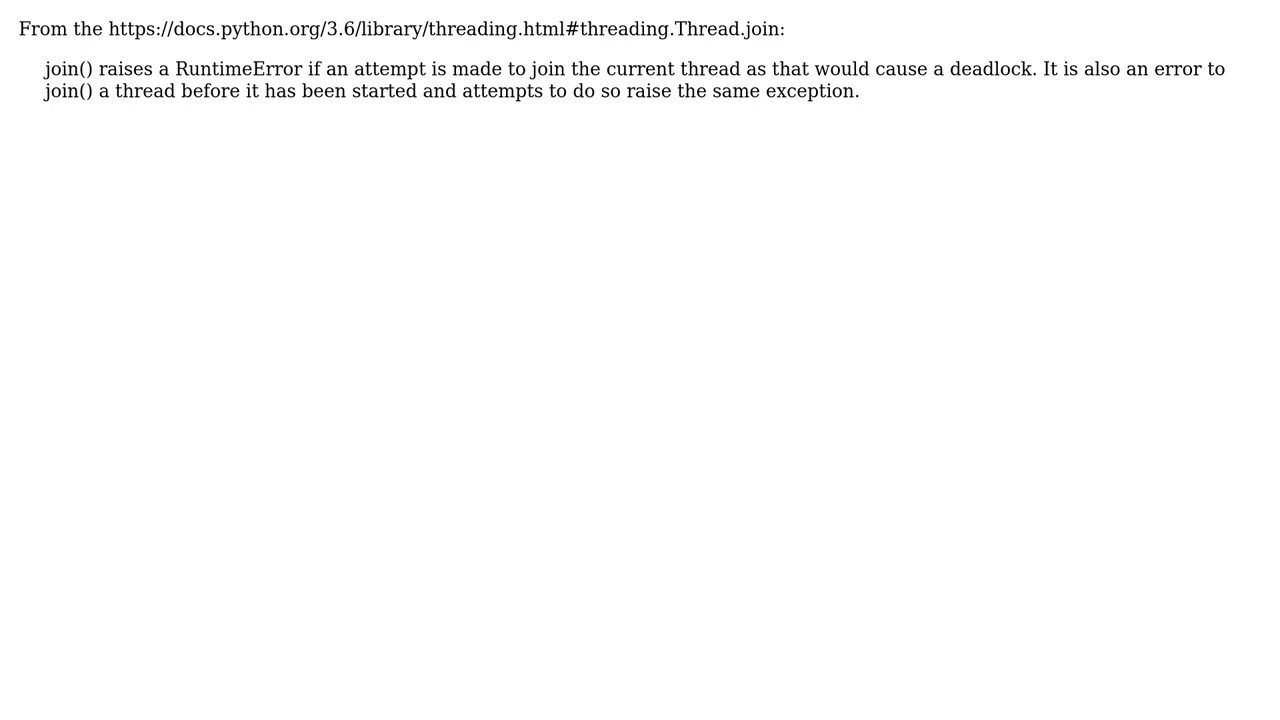 From the https://docs.python.org/3.6/library/threading.html#threading.Thread.join:
join() raises a RuntimeError if an attempt is made to join the current thread as that would cause a deadlock. It is also an error to
join() a thread before it has been started and attempts to do so raise the same exception.